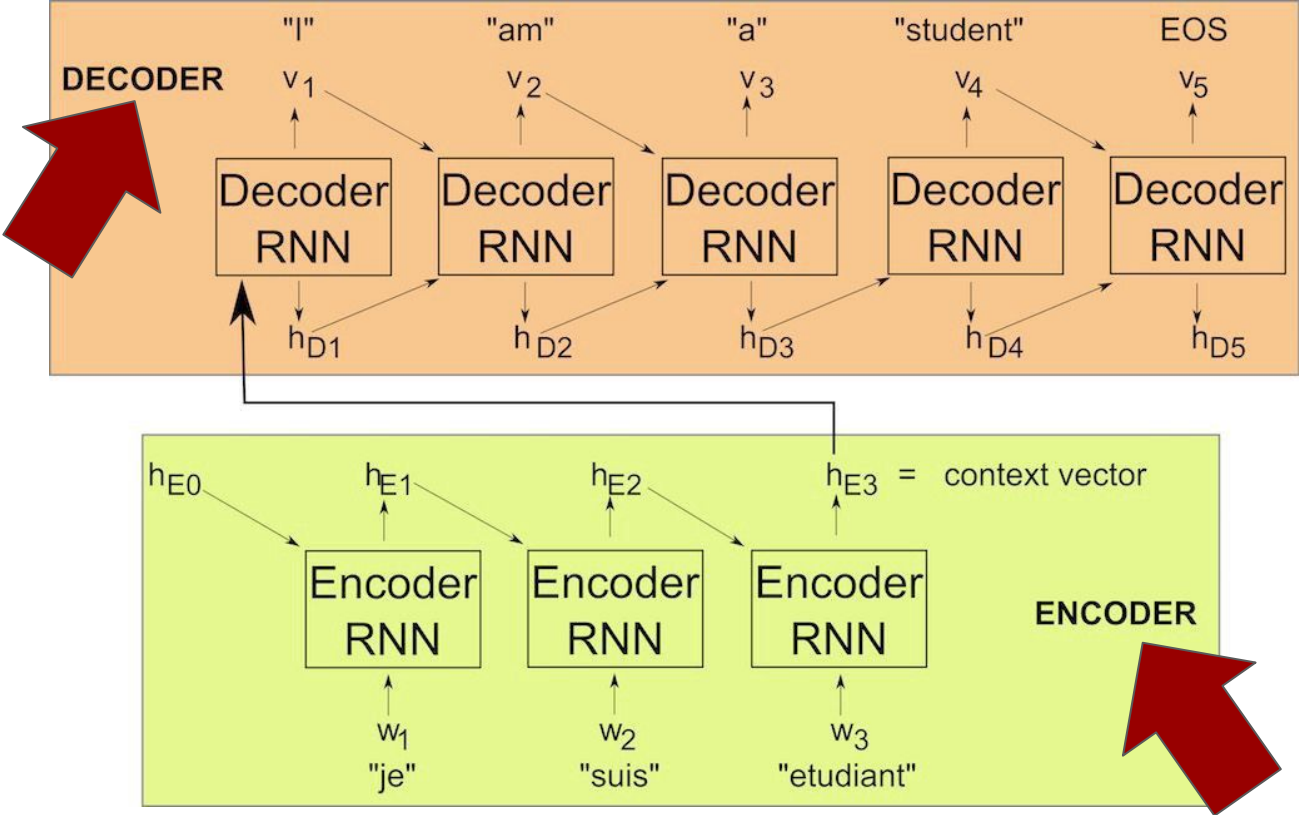 "I" "am" "a" "student" EOS
DECODER v1 v2 v3 v4 v5
Decoder Decoder Decoder Decoder Decoder
RNN RNN RNN RNN RNN
hD1 hD2 hD3 hD4 hD5
hE0 hE1 hE2 hE3 = context vector
Encoder Encoder Encoder
RNN RNN RNN
ENCODER
w1 w2 w3
"je" "suis" "etudiant"